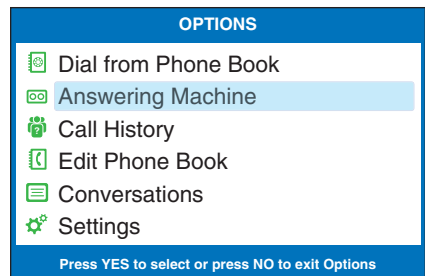 OPTIONS
Dial from Phone Book
Answering Machine
Call History
Edit Phone Book
Conversations
Settings
Press YES to select or press NO to exit Options